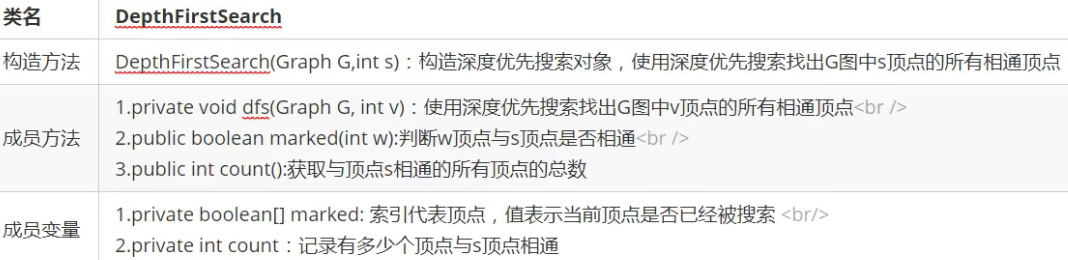 类名 DepthFirstSearch
构造方法 DepthFirstSearch(Graph G,int s)：构造深度优先搜索对象，使用深度优先搜索找出G图中s顶点的所有相通顶点
1.private void dfs(Graph G, int v)：使用深度优先搜索找出G图中v顶点的所有相通顶点<br />
成员方法 2.public boolean marked(int w):判断w顶点与s顶点是否相通<br />
3.public int count():获取与顶点s相通的所有顶点的总数
成员变量 1.private boolean[] marked: 索引代表顶点，值表示当前顶点是否已经被搜索 <br/>
2.private int count：记录有多少个顶点与s顶点相通